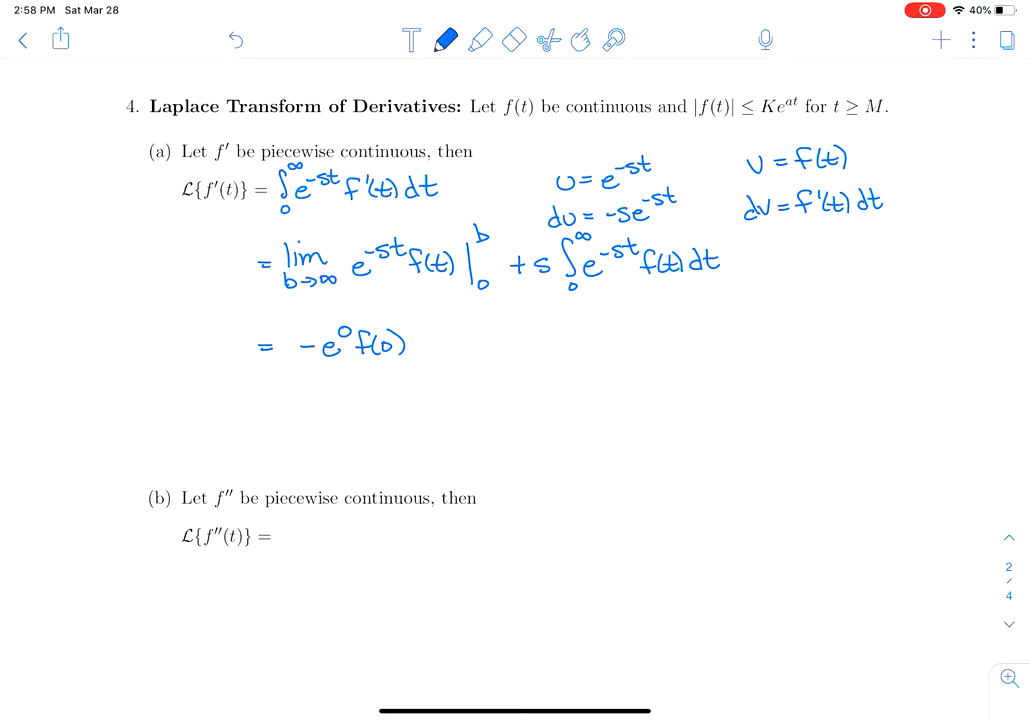 2:58 PM Sat Mar 28 40%
T
4. Laplace Transform of Derivatives: Let f(t) be continuous and |f(t)| ≤ Ke^{at} for t ≥ M.
(a) Let f′ be piecewise continuous, then
ℒ{f′(t)} = ∫_0^∞ e^{-st} f'(t) dt u = e^{-st} v = f(t)
du = -se^{-st} dv = f'(t) dt
= lim_{b→∞} e^{-st} f(t) |_0^b + s ∫_0^∞ e^{-st} f(t) dt
= -e^0 f(0)
(b) Let f″ be piecewise continuous, then
ℒ{f″(t)} =
2
/
4